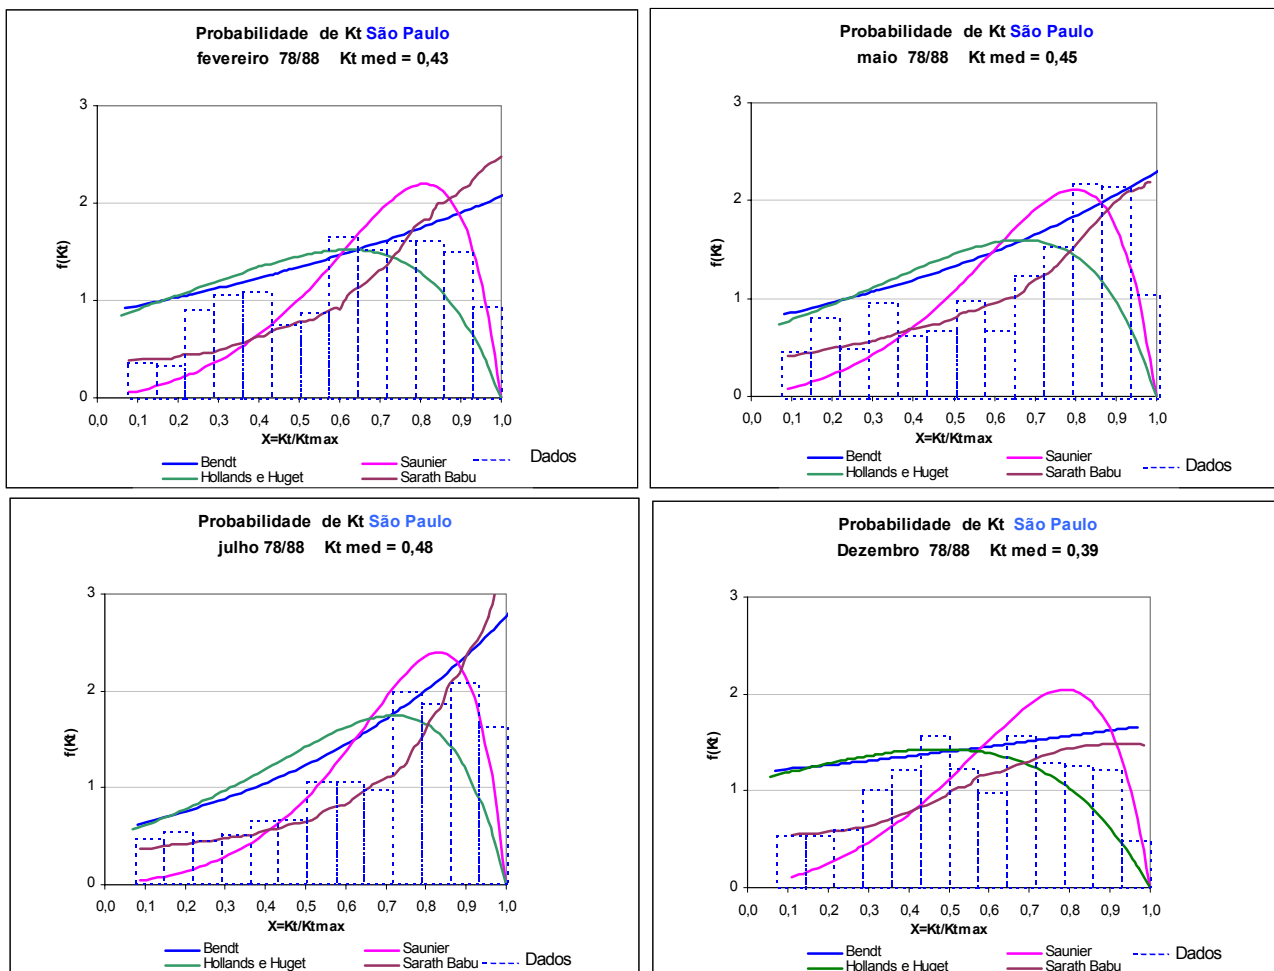 Probabilidade de Kt São Paulo
fevereiro 78/88 Kt med = 0,43
f(Kt)
3
2
1
0
0,0 0,1 0,2 0,3 0,4 0,5 0,6 0,7 0,8 0,9 1,0
X=Kt/Ktmax
Bendt Saunier Dados
Hollands e Huget Sarath Babu
Probabilidade de Kt São Paulo
maio 78/88 Kt med = 0,45
f(Kt)
3
2
1
0
0,0 0,1 0,2 0,3 0,4 0,5 0,6 0,7 0,8 0,9 1,0
X=Kt/Ktmax
Bendt Saunier Dados
Hollands e Huget Sarath Babu
Probabilidade de Kt São Paulo
julho 78/88 Kt med = 0,48
f(Kt)
3
2
1
0
0,0 0,1 0,2 0,3 0,4 0,5 0,6 0,7 0,8 0,9 1,0
X=Kt/Ktmax
Bendt Saunier Dados
Hollands e Huget Sarath Babu
Probabilidade de Kt São Paulo
Dezembro 78/88 Kt med = 0,39
f(Kt)
3
2
1
0
0,0 0,1 0,2 0,3 0,4 0,5 0,6 0,7 0,8 0,9 1,0
X=Kt/Ktmax
Bendt Saunier Dados
Hollands e Huget Sarath Babu